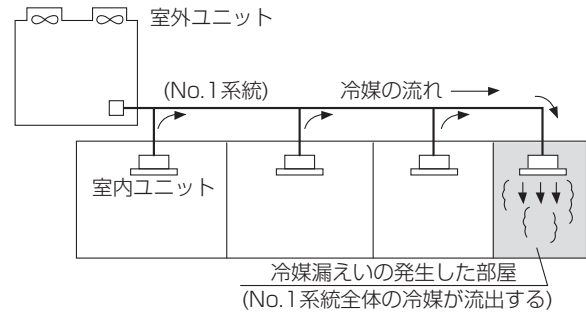 室外ユニット
(No.1系統)
冷媒の流れ
室内ユニット
冷媒漏えいの発生した部屋
(No.1系統全体の冷媒が流出する)